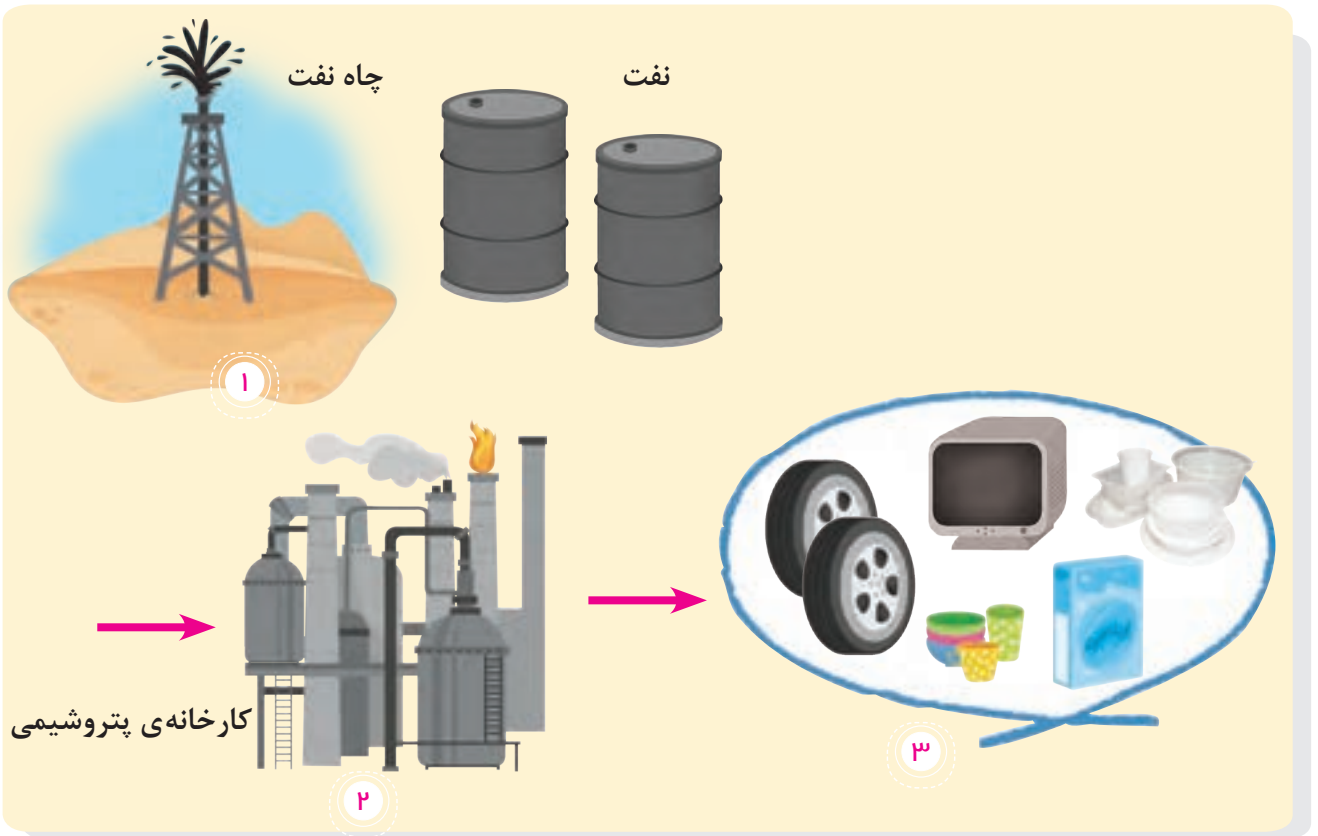 چاه نفت
نفت
۱
کارخانه‌ی پتروشیمی
۲
۳